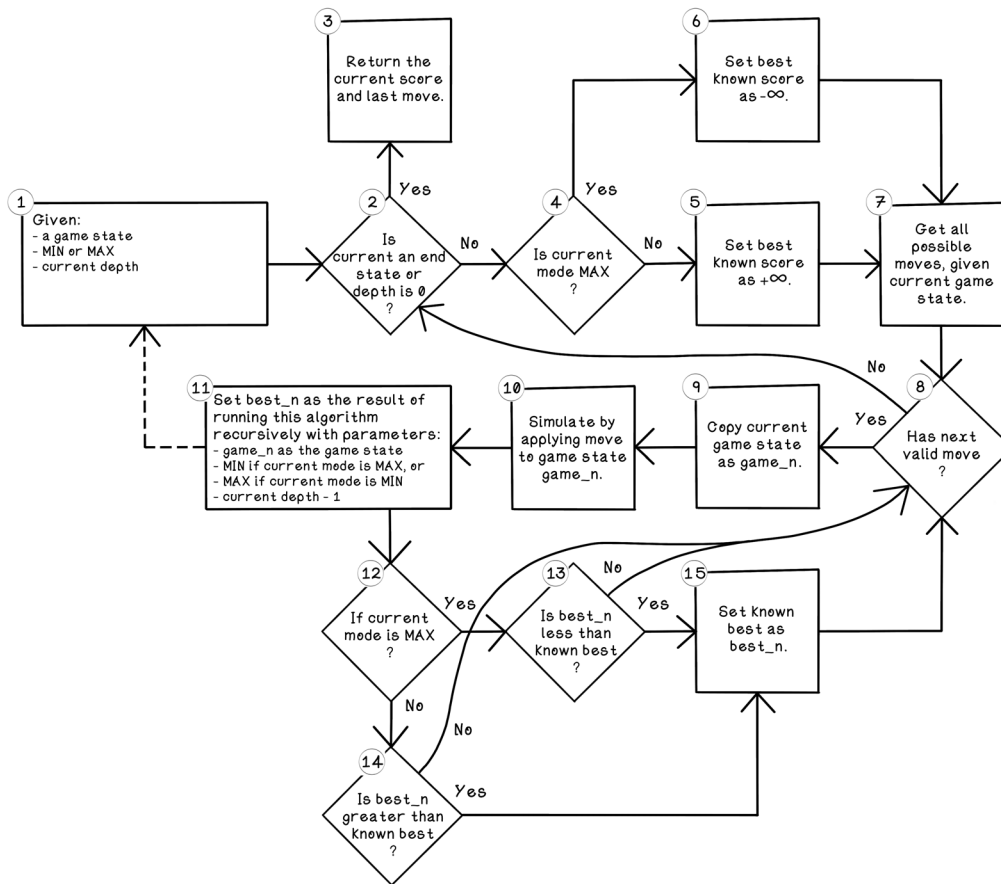 1
Given:
- a game state
- MIN or MAX
- current depth
2
Is
current an end
state or
depth is 0
?
Yes
No
3
Return the
current score
and last move.
4
Is current
mode MAX
?
Yes
No
5
Set best
known score
as +∞.
6
Set best
known score
as -∞.
7
Get all
possible
moves, given
current game
state.
8
Has next
valid move
?
Yes
No
9
Copy current
game state
as game_n.
10
Simulate by
applying move
to game state
game_n.
11
Set best_n as the result of
running this algorithm
recursively with parameters:
- game_n as the game state
- MIN if current mode is MAX, or
- MAX if current mode is MIN
- current depth - 1
12
If current
mode is MAX
?
Yes
No
13
Is best_n
less than
known best
?
No
Yes
14
Is best_n
greater than
known best
?
No
Yes
15
Set known
best as
best_n.